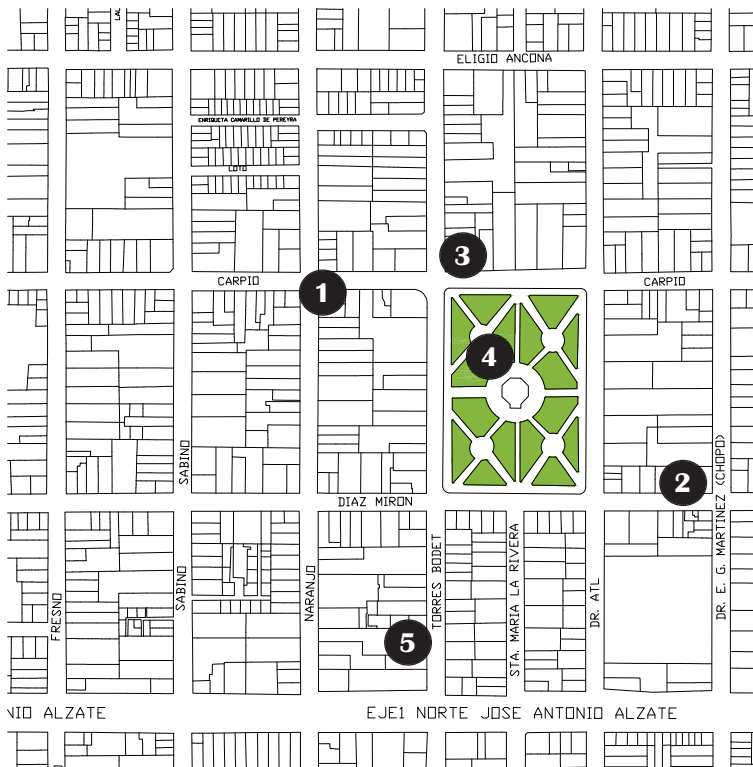 LAU
ELIGIO ANCONA
ENRIQUETA CAMARILLO DE PEREYRA
LOTO
3
CARPIO
CARPIO
1
4
SABINO
2
DR. E. G. MARTINEZ (CHOPO)
DIAZ MIRON
FRESNO
SABINO
NARANJO
TORRES BODET
STA. MARIA LA RIVERA
DR. ATL
5
NIO ALZATE
EJE1 NORTE JOSE ANTONIO ALZATE